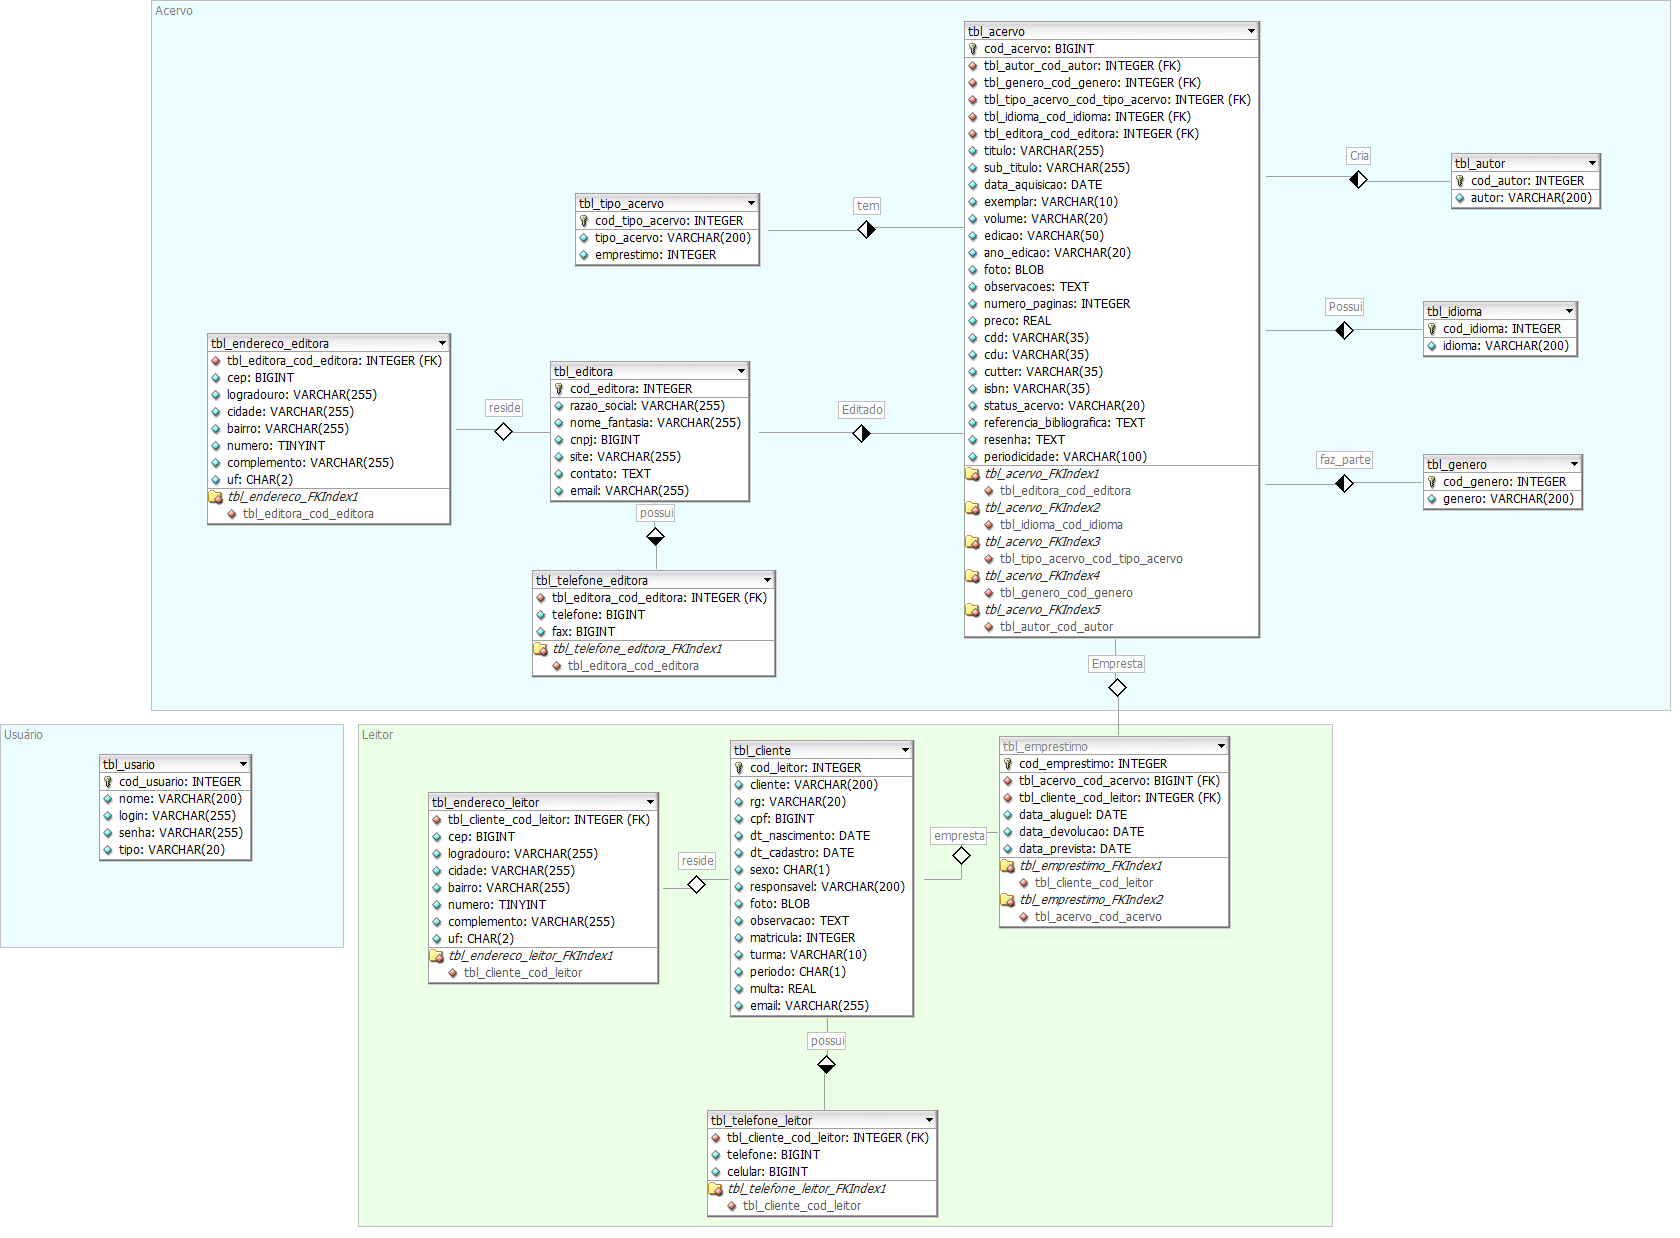 Acervo
tbl_acervo
cod_acervo: BIGINT
tbl_autor_cod_autor: INTEGER (FK)
tbl_genero_cod_genero: INTEGER (FK)
tbl_tipo_acervo_cod_tipo_acervo: INTEGER (FK)
tbl_idioma_cod_idioma: INTEGER (FK)
tbl_editora_cod_editora: INTEGER (FK)
titulo: VARCHAR(255)
sub_titulo: VARCHAR(255)
data_aquisicao: DATE
exemplar: VARCHAR(10)
volume: VARCHAR(20)
edicao: VARCHAR(50)
ano_edicao: VARCHAR(20)
foto: BLOB
observacoes: TEXT
numero_paginas: INTEGER
preco: REAL
cdd: VARCHAR(35)
cdu: VARCHAR(35)
cutter: VARCHAR(35)
isbn: VARCHAR(35)
status_acervo: VARCHAR(20)
referencia_bibliografica: TEXT
resenha: TEXT
periodicidade: VARCHAR(100)
tbl_acervo_FKIndex1
tbl_editora_cod_editora
tbl_acervo_FKIndex2
tbl_idioma_cod_idioma
tbl_acervo_FKIndex3
tbl_tipo_acervo_cod_tipo_acervo
tbl_acervo_FKIndex4
tbl_genero_cod_genero
tbl_acervo_FKIndex5
tbl_autor_cod_autor
Cria
tbl_autor
cod_autor: INTEGER
autor: VARCHAR(200)
tbl_tipo_acervo
cod_tipo_acervo: INTEGER
tipo_acervo: VARCHAR(200)
emprestimo: INTEGER
tem
Possui
tbl_idioma
cod_idioma: INTEGER
idioma: VARCHAR(200)
tbl_endereco_editora
tbl_editora_cod_editora: INTEGER (FK)
cep: BIGINT
logradouro: VARCHAR(255)
cidade: VARCHAR(255)
bairro: VARCHAR(255)
numero: TINYINT
complemento: VARCHAR(255)
uf: CHAR(2)
tbl_endereco_FKIndex1
tbl_editora_cod_editora
reside
tbl_editora
cod_editora: INTEGER
razao_social: VARCHAR(255)
nome_fantasia: VARCHAR(255)
cnpj: BIGINT
site: VARCHAR(255)
contato: TEXT
email: VARCHAR(255)
Editado
faz_parte
tbl_genero
cod_genero: INTEGER
genero: VARCHAR(200)
possui
tbl_telefone_editora
tbl_editora_cod_editora: INTEGER (FK)
telefone: BIGINT
fax: BIGINT
tbl_telefone_editora_FKIndex1
tbl_editora_cod_editora
Empresta
Usuário
tbl_usario
cod_usuario: INTEGER
nome: VARCHAR(200)
login: VARCHAR(255)
senha: VARCHAR(255)
tipo: VARCHAR(20)
Leitor
tbl_endereco_leitor
tbl_cliente_cod_leitor: INTEGER (FK)
cep: BIGINT
logradouro: VARCHAR(255)
cidade: VARCHAR(255)
bairro: VARCHAR(255)
numero: TINYINT
complemento: VARCHAR(255)
uf: CHAR(2)
tbl_endereco_leitor_FKIndex1
tbl_cliente_cod_leitor
reside
tbl_cliente
cod_leitor: INTEGER
cliente: VARCHAR(200)
rg: VARCHAR(20)
cpf: BIGINT
dt_nascimento: DATE
dt_cadastro: DATE
sexo: CHAR(1)
responsavel: VARCHAR(200)
foto: BLOB
observacao: TEXT
matricula: INTEGER
turma: VARCHAR(10)
periodo: CHAR(1)
multa: REAL
email: VARCHAR(255)
empresta
tbl_emprestimo
cod_emprestimo: INTEGER
tbl_acervo_cod_acervo: BIGINT (FK)
tbl_cliente_cod_leitor: INTEGER (FK)
data_aluguel: DATE
data_devolucao: DATE
data_prevista: DATE
tbl_emprestimo_FKIndex1
tbl_cliente_cod_leitor
tbl_emprestimo_FKIndex2
tbl_acervo_cod_acervo
possui
tbl_telefone_leitor
tbl_cliente_cod_leitor: INTEGER (FK)
telefone: BIGINT
celular: BIGINT
tbl_telefone_leitor_FKIndex1
tbl_cliente_cod_leitor